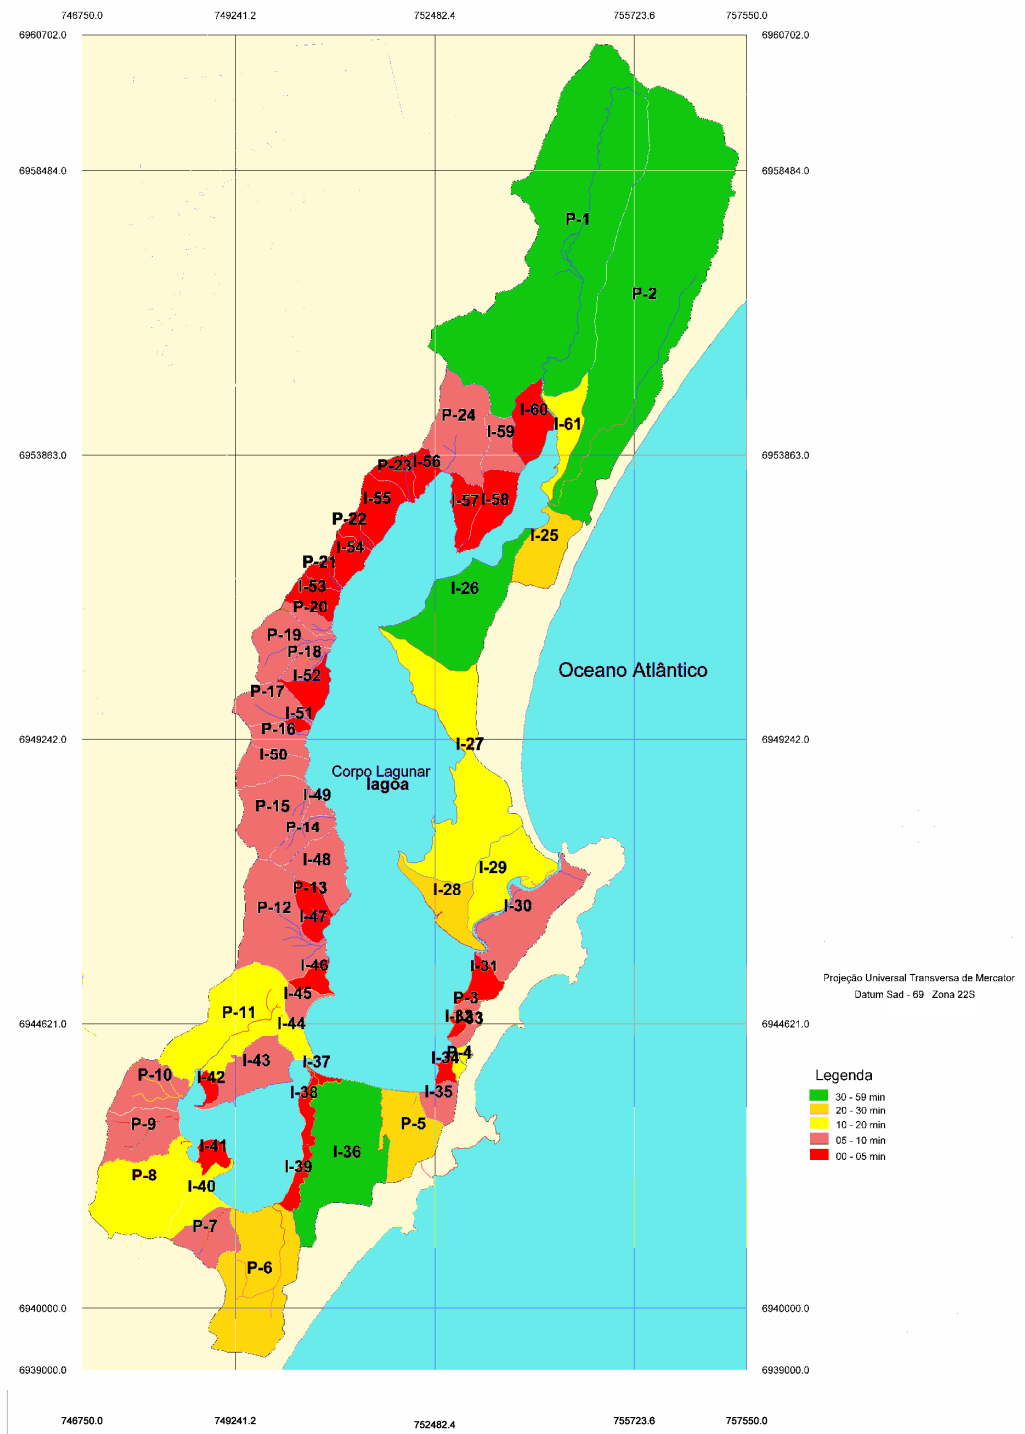 746750.0 749241.2 752482.4 755723.6 757550.0
6960702.0 6960702.0
6958484.0 6958484.0
P-1
P-2
I-60
P-24
I-61
I-59
6953863.0 6953863.0
I-56
P-23
I-55
I-57
I-58
P-22
I-25
I-54
P-21
I-53
I-26
P-20
P-19
P-18
Oceano Atlântico
I-52
P-17
I-51
P-16
6949242.0 6949242.0
I-27
I-50
Corpo Lagunar
lagoa
I-49
P-15
P-14
I-48
I-29
P-13
I-28
P-12
I-30
I-47
I-46
I-31
I-45
P-3
Projeção Universal Transversa de Mercator
Datum Sad - 69 Zona 22S
P-11
I-32
I-33
I-44
6944621.0 6944621.0
P-4
I-34
I-43
I-37
P-10
I-42
I-38
I-35
Legenda
30 - 59 min
20 - 30 min
10 - 20 min
05 - 10 min
00 - 05 min
P-9
P-5
I-41
I-36
I-39
P-8
I-40
P-7
P-6
6940000.0 6940000.0
6939000.0 6939000.0
746750.0 749241.2 752482.4 755723.6 757550.0